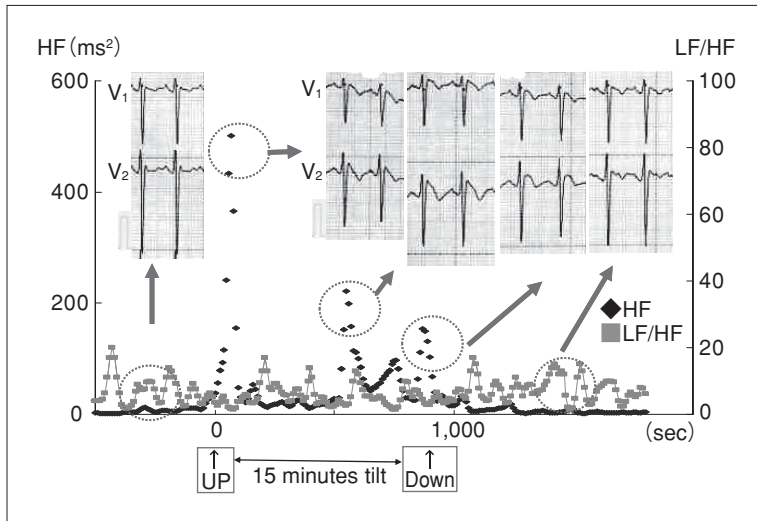 HF (ms²)
LF/HF
600
400
200
0
V₁
V₂
V₁
V₂
100
80
60
40
20
0
HF
LF/HF
0
1,000
(sec)
UP
15 minutes tilt
Down